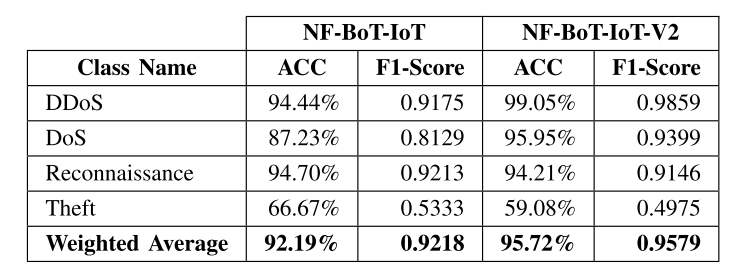 NF-BoT-IoT NF-BoT-IoT-V2
Class Name ACC F1-Score ACC F1-Score
DDoS 94.44% 0.9175 99.05% 0.9859
DoS 87.23% 0.8129 95.95% 0.9399
Reconnaissance 94.70% 0.9213 94.21% 0.9146
Theft 66.67% 0.5333 59.08% 0.4975
Weighted Average 92.19% 0.9218 95.72% 0.9579